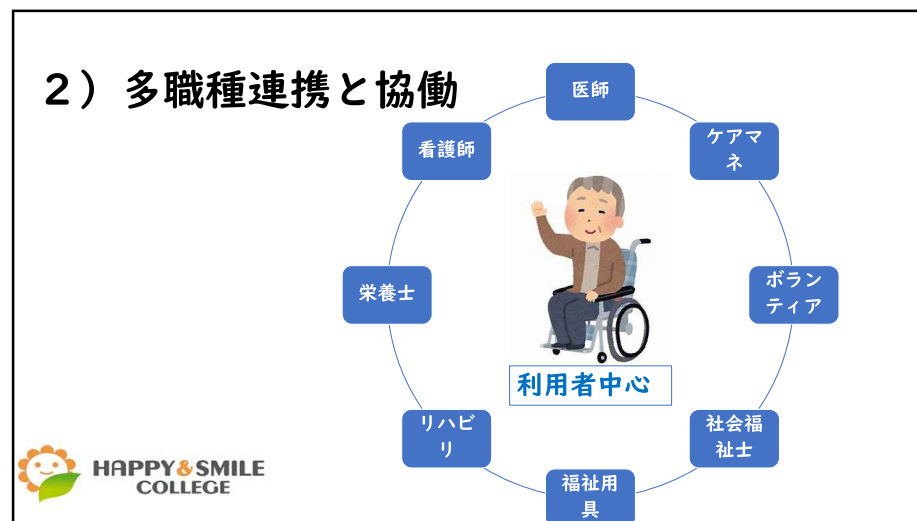 ２）多職種連携と協働
医師
ケアマ
ネ
ボラン
ティア
社会福
祉士
福祉用
具
リハビ
リ
栄養士
看護師
利用者中心
HAPPY&SMILE
COLLEGE